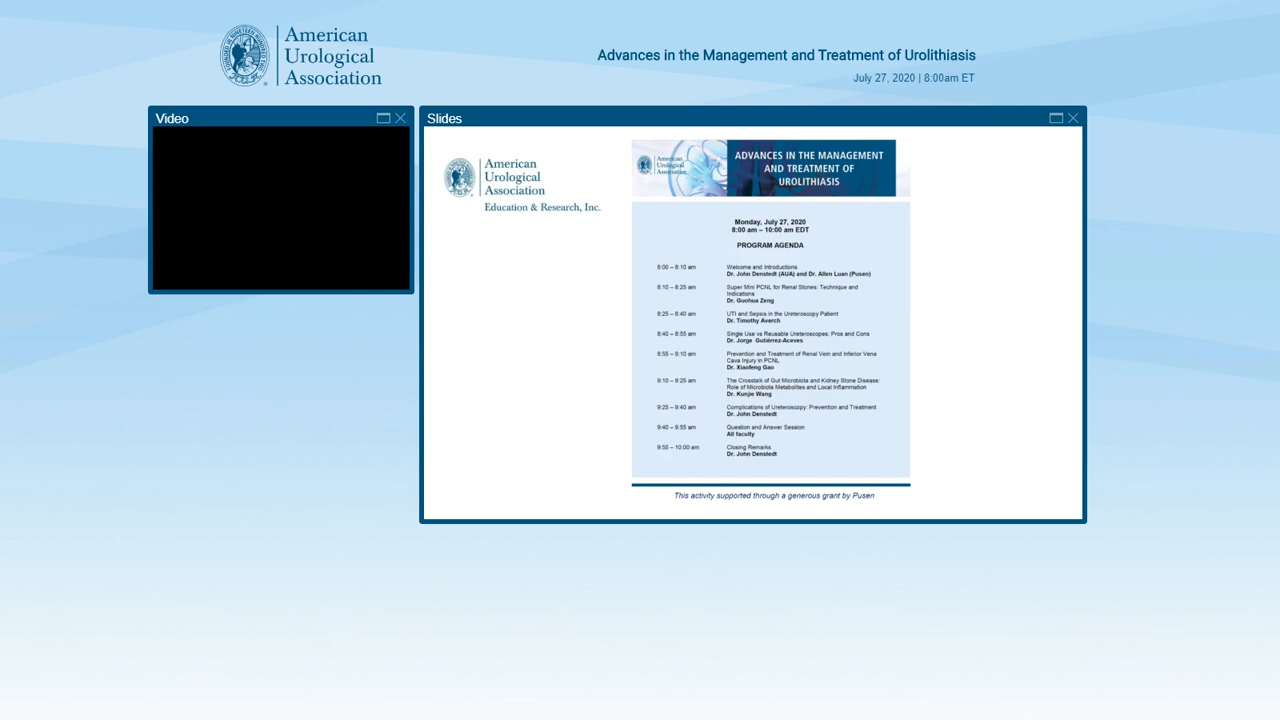 American
Urological
Association
Advances in the Management and Treatment of Urolithiasis
July 27, 2020 | 8:00am ET
Video
Slides
American
Urological
Association
Education & Research, Inc.
American
Urological
Association
ADVANCES IN THE MANAGEMENT
AND TREATMENT OF
UROLITHIASIS
Monday, July 27, 2020
8:00 am – 10:00 am EDT
PROGRAM AGENDA
8:00 – 8:10 am Welcome and Introductions
Dr. John Denstedt (AUA) and Dr. Allen Luan (Pusen)
8:10 – 8:25 am Super Mini PCNL for Renal Stones: Technique and
Indications
Dr. Guohua Zeng
8:25 – 8:40 am UTI and Sepsis in the Ureteroscopy Patient
Dr. Timothy Averch
8:40 – 8:55 am Single Use vs Reusable Ureteroscopes: Pros and Cons
Dr. Jorge Gutiérrez-Aceves
8:55 – 9:10 am Prevention and Treatment of Renal Vein and Inferior Vena
Cava Injury in PCNL
Dr. Xiaofeng Gao
9:10 – 9:25 am The Crosstalk of Gut Microbiota and Kidney Stone Disease:
Role of Microbiota Metabolites and Local Inflammation
Dr. Kunjie Wang
9:25 – 9:40 am Complications of Ureteroscopy: Prevention and Treatment
Dr. John Denstedt
9:40 – 9:55 am Question and Answer Session
All faculty
9:55 – 10:00 am Closing Remarks
Dr. John Denstedt
This activity supported through a generous grant by Pusen